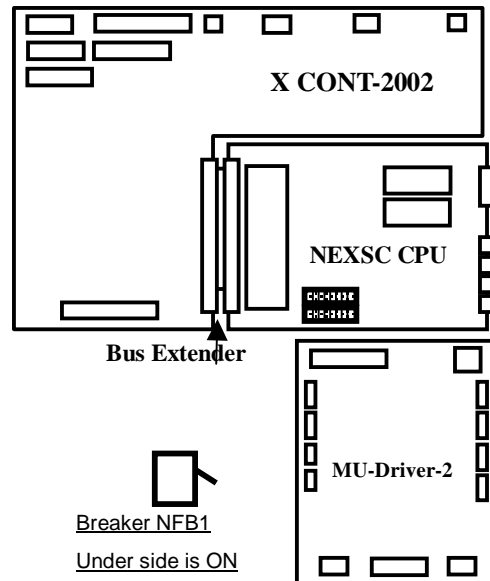 X CONT-2002
NEXSC CPU
Bus Extender
MU-Driver-2
Breaker NFB1
Under side is ON